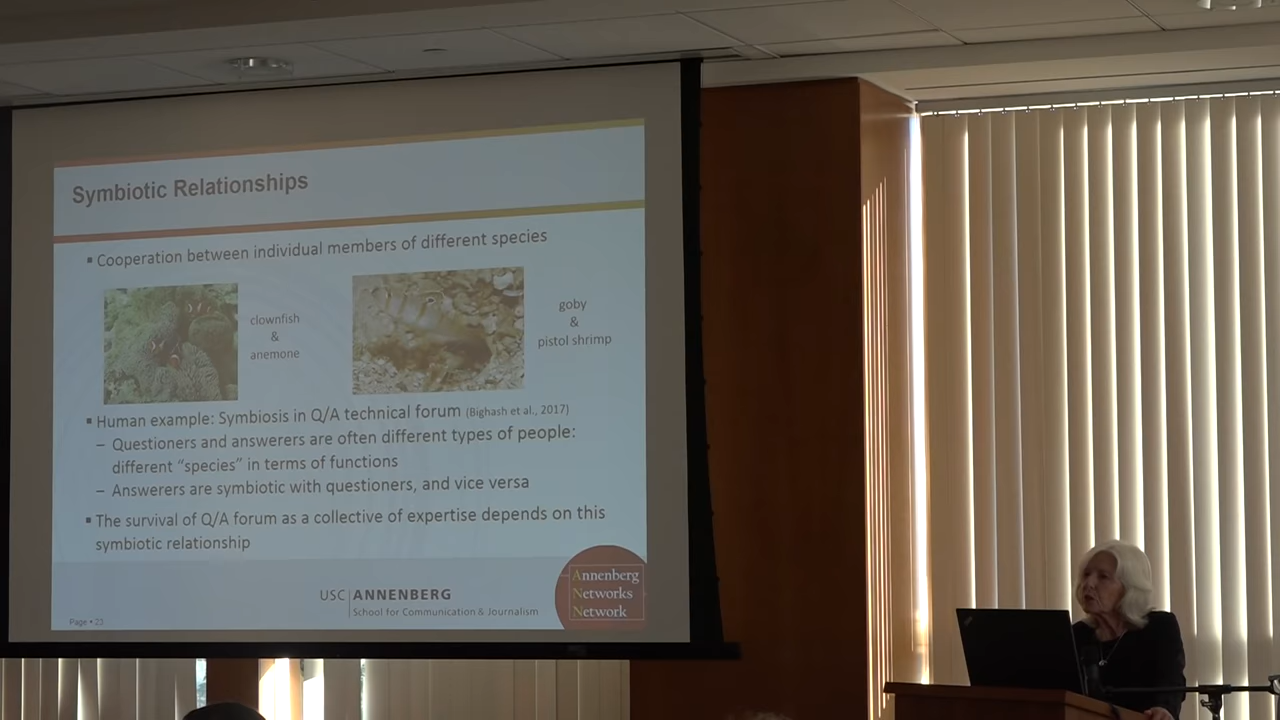 Symbiotic Relationships
▪ Cooperation between individual members of different species
clownfish
&
anemone
goby
&
pistol shrimp
▪ Human example: Symbiosis in Q/A technical forum (Bighash et al., 2017)
– Questioners and answerers are often different types of people:
different “species” in terms of functions
– Answerers are symbiotic with questioners, and vice versa
▪ The survival of Q/A forum as a collective of expertise depends on this
symbiotic relationship
USC ANNENBERG
School for Communication & Journalism
Annenberg
Networks
Network
Page ▪ 23